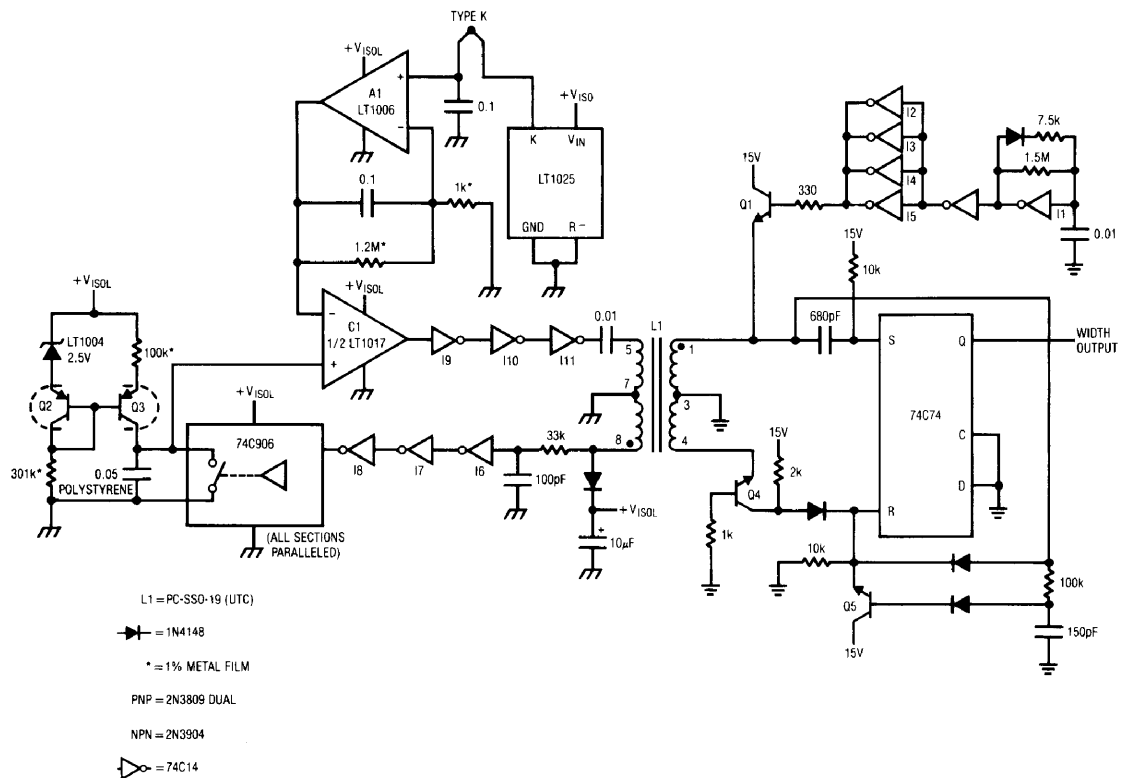 TYPE K
+VISOL
A1
LT1006
+
−
0.1
+VISO
K
VIN
LT1025
GND
R−
0.1
1k*
1.2M*
I2
I3
I4
I5
7.5k
1.5M
I1
0.01
15V
Q1
330
15V
10k
680pF
+VISOL
LT1004
2.5V
100k*
Q2
Q3
301k*
0.05
POLYSTYRENE
+VISOL
−
C1
1/2 LT1017
+
I9
I10
I11
0.01
L1
5
7
8
1
3
4
S
Q
WIDTH
OUTPUT
74C74
C
D
R
+VISOL
74C906
(ALL SECTIONS
PARALLELED)
I8
I7
I6
33k
100pF
+VISOL
+
10µF
15V
2k
Q4
1k
10k
Q5
15V
100k
150pF
L1 = PC-SSO-19 (UTC)
= 1N4148
* = 1% METAL FILM
PNP = 2N3809 DUAL
NPN = 2N3904
= 74C14